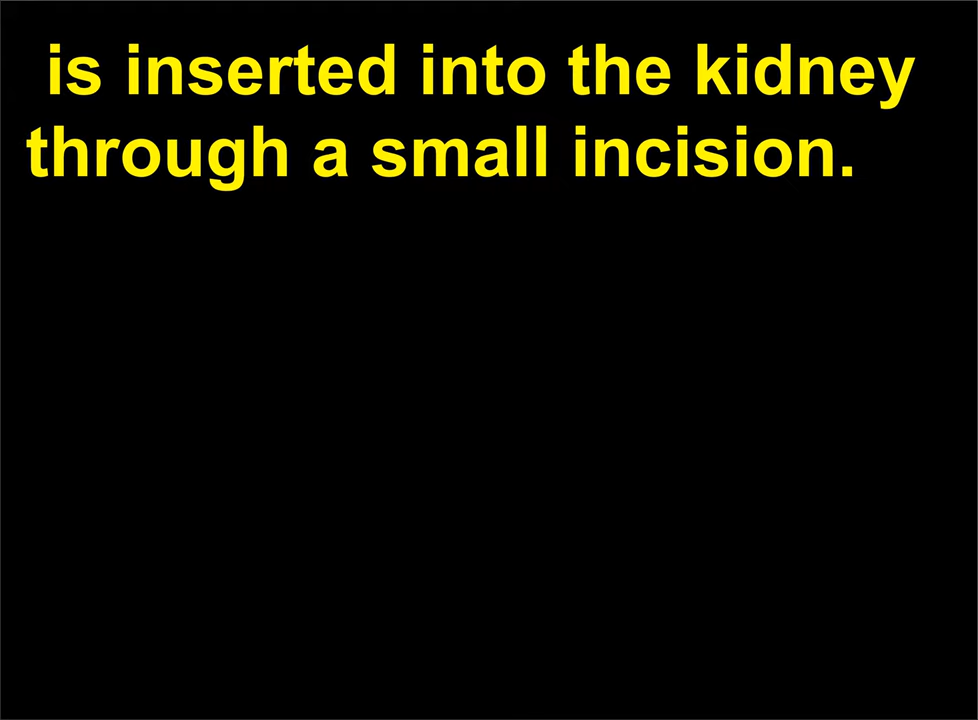 is inserted into the kidney
through a small incision.